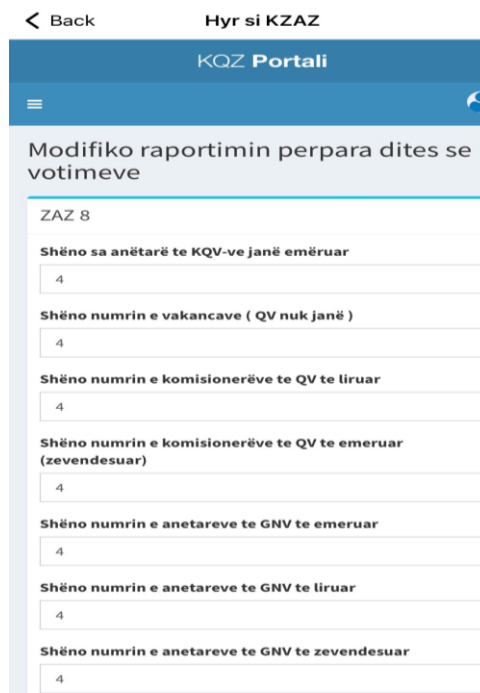 Back
Hyr si KZAZ
KQZ Portali
Modifiko raportimin perpara dites se
votimeve
ZAZ 8
Shëno sa anëtarë te KQV-ve janë emëruar
4
Shëno numrin e vakancave ( QV nuk janë )
4
Shëno numrin e komisionerëve te QV te liruar
4
Shëno numrin e komisionerëve te QV te emeruar
(zevendesuar)
4
Shëno numrin e anetareve te GNV te emeruar
4
Shëno numrin e anetareve te GNV te liruar
4
Shëno numrin e anetareve te GNV te zevendesuar
4